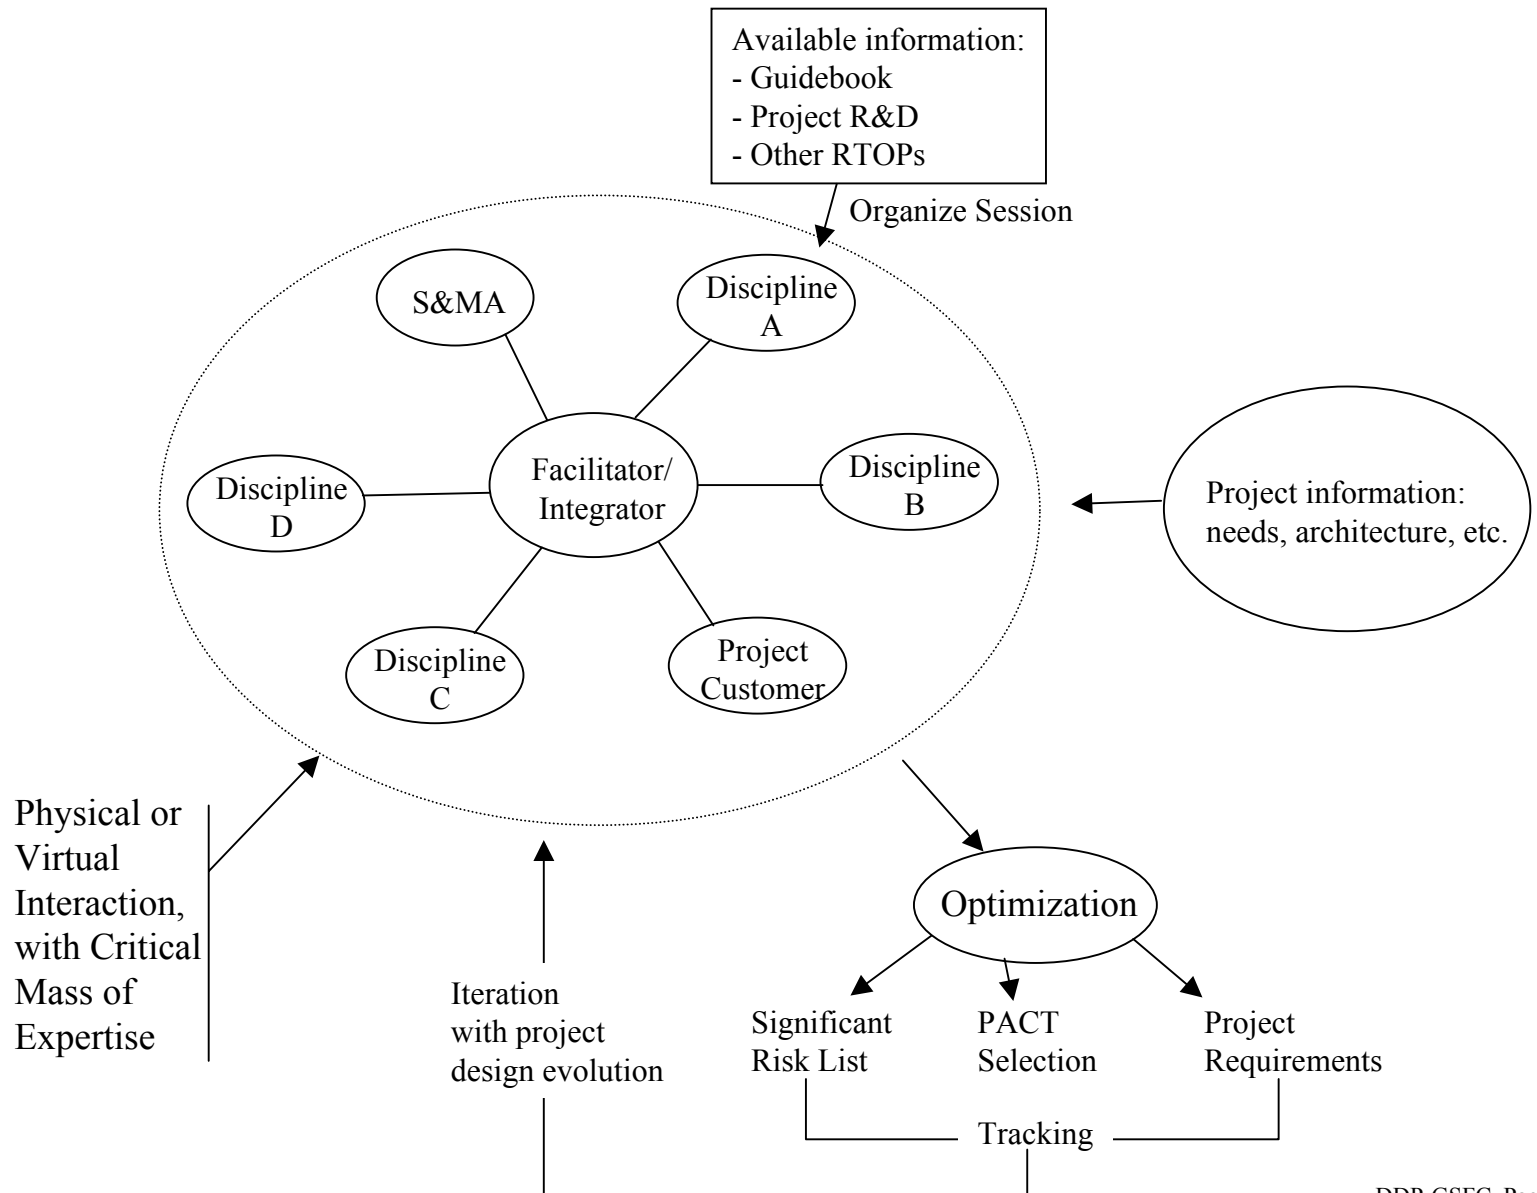 Available information:
- Guidebook
- Project R&D
- Other RTOPs
Organize Session
S&MA
Discipline
A
Facilitator/
Integrator
Discipline
B
Discipline
D
Project information:
needs, architecture, etc.
Discipline
C
Project
Customer
Physical or
Virtual
Interaction,
with Critical
Mass of
Expertise
Optimization
Iteration
with project
design evolution
Significant
Risk List
PACT
Selection
Project
Requirements
Tracking